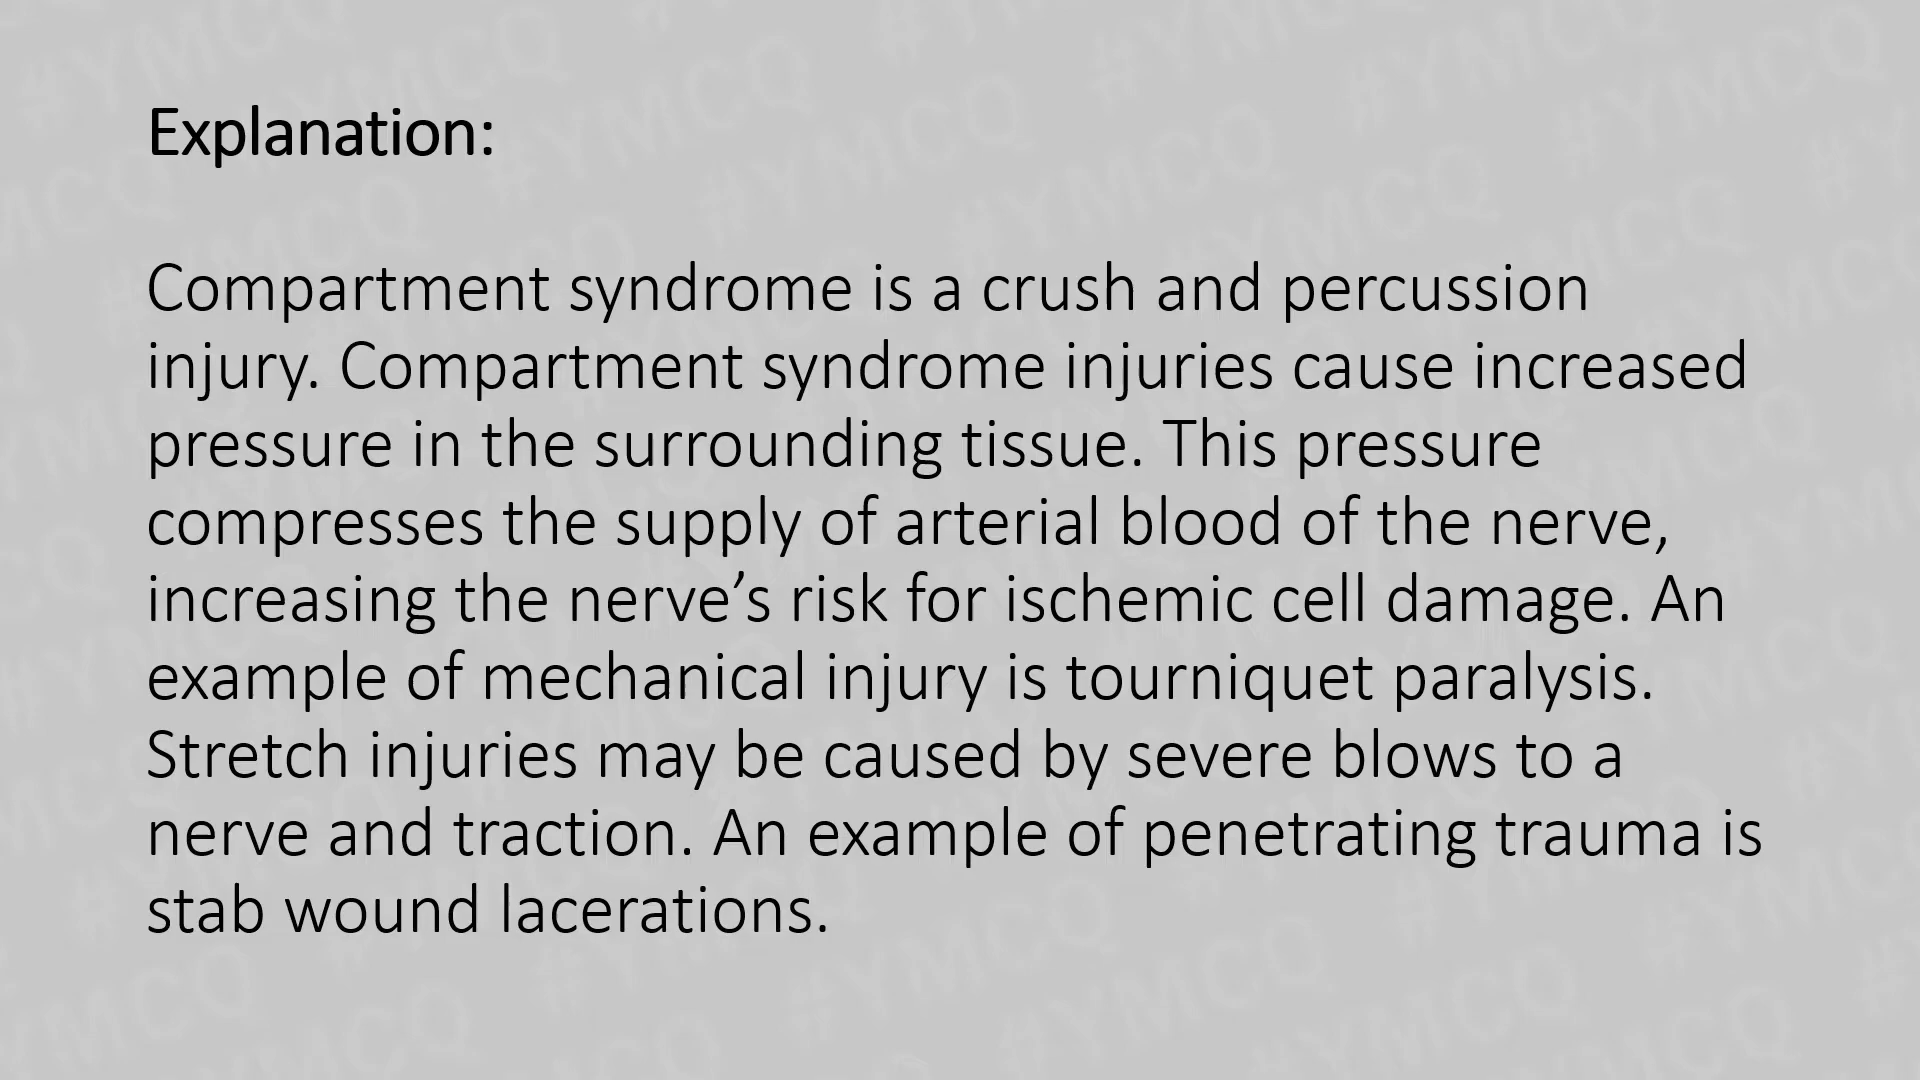 Explanation:
Compartment syndrome is a crush and percussion
injury. Compartment syndrome injuries cause increased
pressure in the surrounding tissue. This pressure
compresses the supply of arterial blood of the nerve,
increasing the nerve’s risk for ischemic cell damage. An
example of mechanical injury is tourniquet paralysis.
Stretch injuries may be caused by severe blows to a
nerve and traction. An example of penetrating trauma is
stab wound lacerations.
#YMCQ